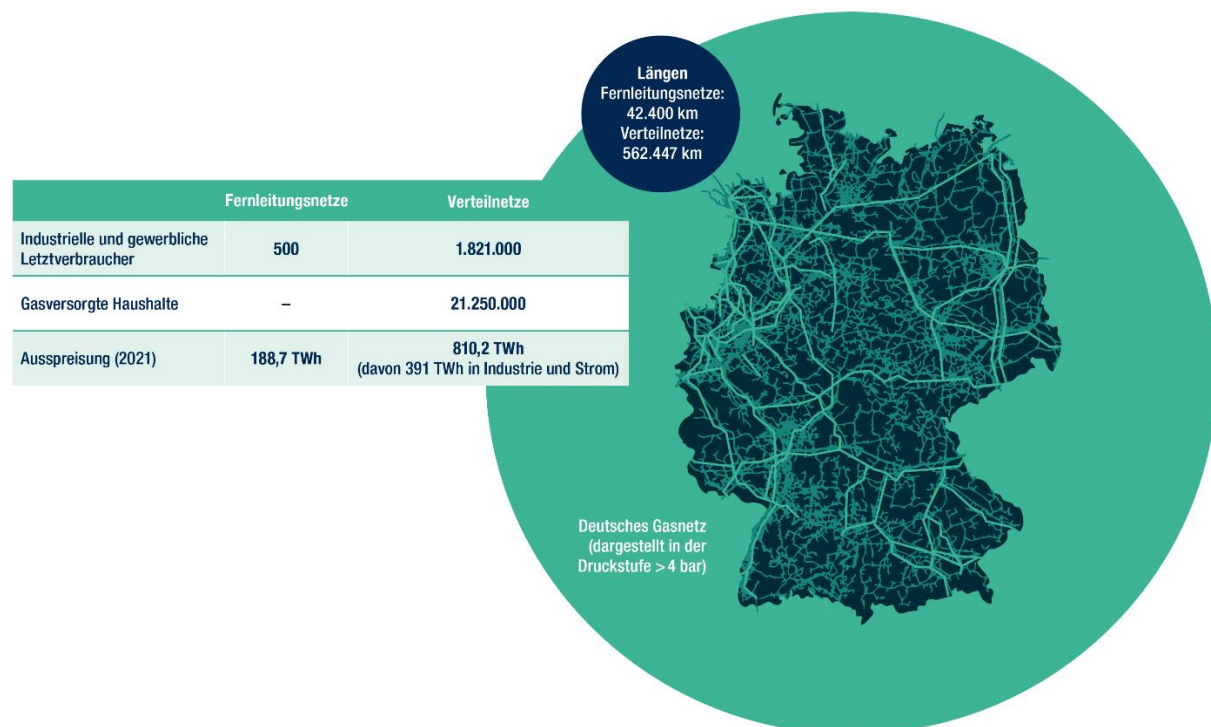 Längen
Fernleitungsnetze:
42.400 km
Verteilnetze:
562.447 km
Fernleitungsnetze Verteilnetze
Industrielle und gewerbliche
Letztverbraucher
500 1.821.000
Gasversorgte Haushalte – 21.250.000
Ausspreisung (2021) 188,7 TWh
810,2 TWh
(davon 391 TWh in Industrie und Strom)
Deutsches Gasnetz
(dargestellt in der
Druckstufe > 4 bar)